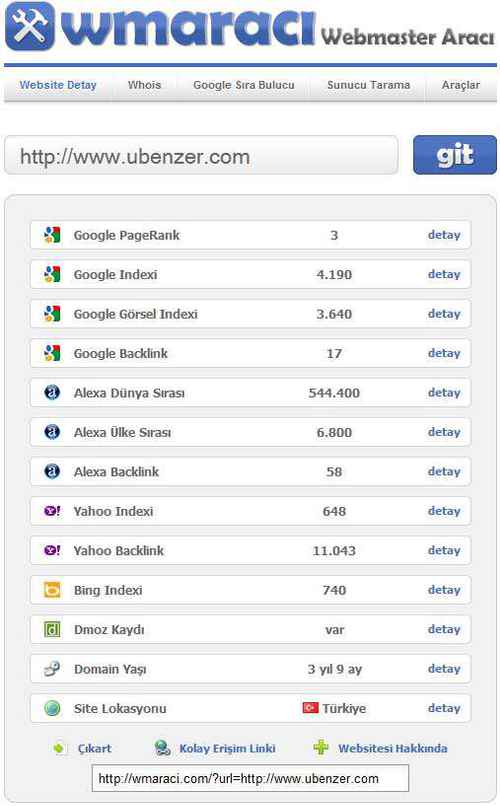 wmaracı Webmaster Aracı
Website Detay Whois Google Sıra Bulucu Sunucu Tarama Araçlar
http://www.ubenzer.com git
Google PageRank 3 detay
Google Indexi 4.190 detay
Google Görsel Indexi 3.640 detay
Google Backlink 17 detay
Alexa Dünya Sırası 544.400 detay
Alexa Ülke Sırası 6.800 detay
Alexa Backlink 58 detay
Yahoo Indexi 648 detay
Yahoo Backlink 11.043 detay
Bing Indexi 740 detay
Dmoz Kaydı var detay
Domain Yaşı 3 yıl 9 ay detay
Site Lokasyonu Türkiye detay
Çıkart Kolay Erişim Linki Websitesi Hakkında
http://wmaraci.com/?url=http://www.ubenzer.com